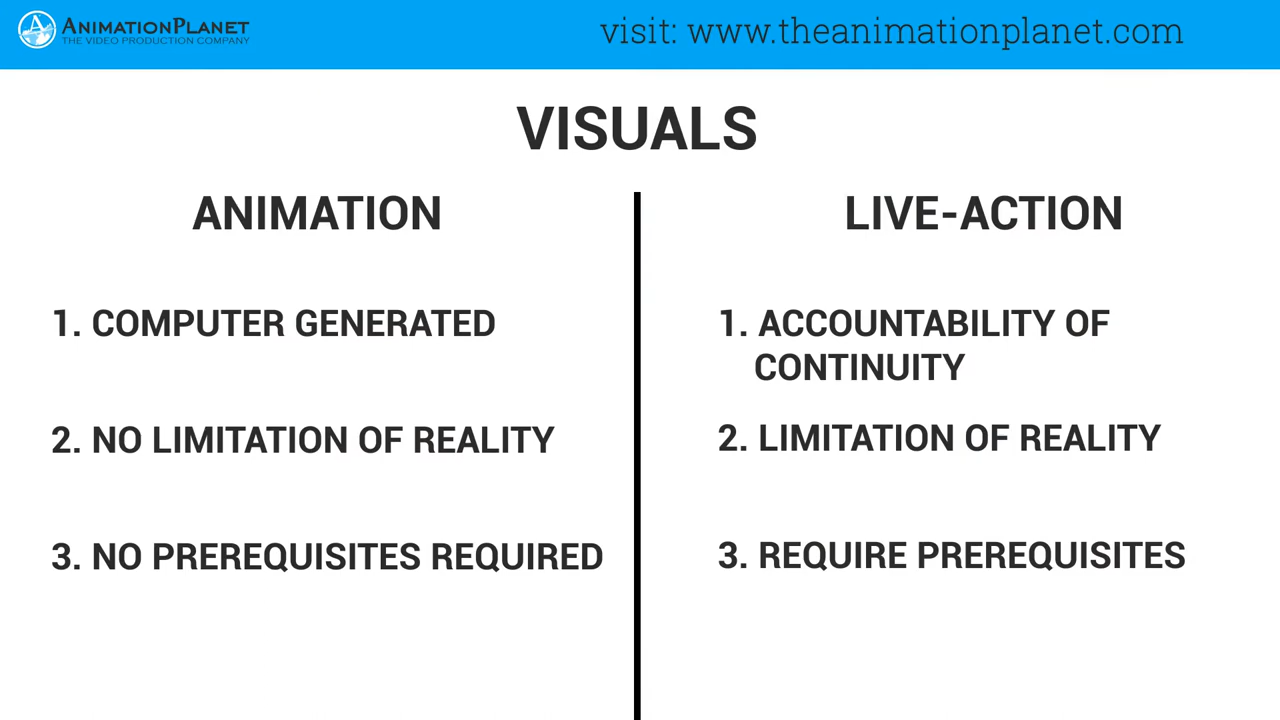 ANIMATIONPLANET
THE VIDEO PRODUCTION COMPANY
visit: www.theanimationplanet.com
VISUALS
ANIMATION
1. COMPUTER GENERATED
2. NO LIMITATION OF REALITY
3. NO PREREQUISITES REQUIRED
LIVE-ACTION
1. ACCOUNTABILITY OF
CONTINUITY
2. LIMITATION OF REALITY
3. REQUIRE PREREQUISITES